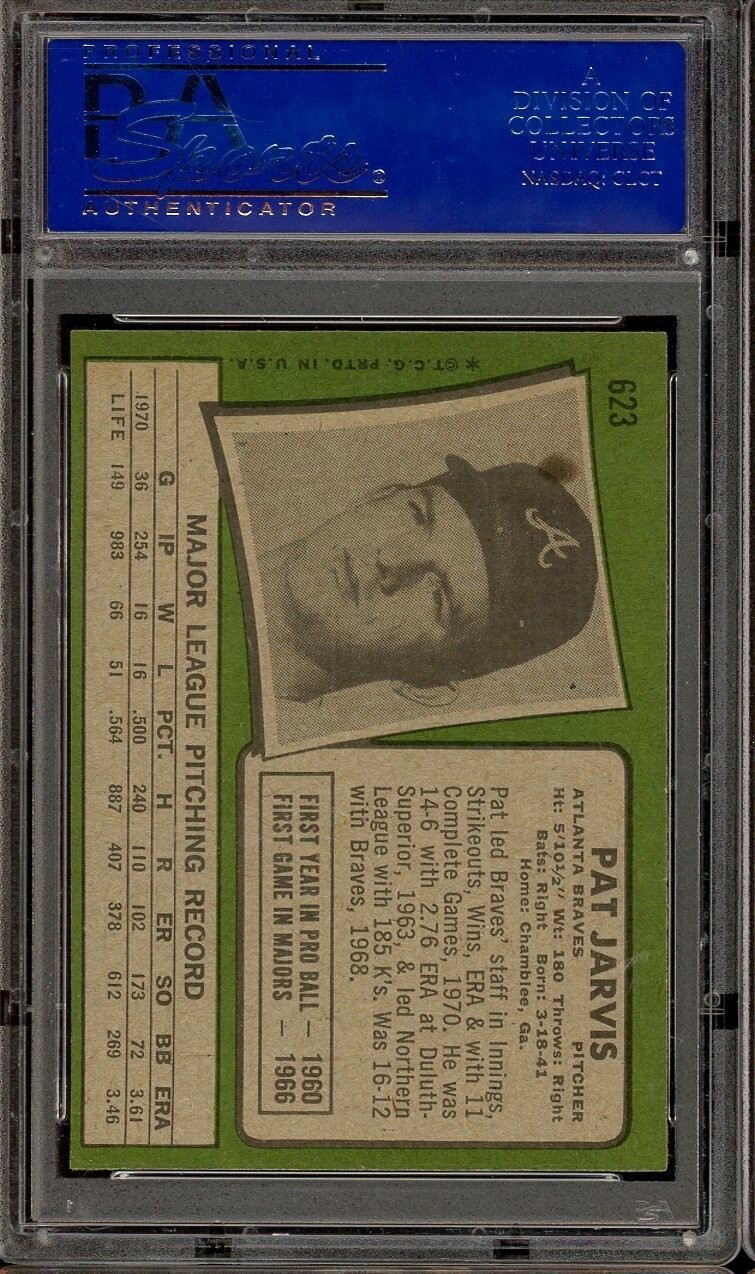 PROFESSIONAL
PSA
Sports ®
AUTHENTICATOR
A
DIVISION OF
COLLECTORS
UNIVERSE
NASDAQ: CLCT
623
*©T.C.G. PRTD. IN U.S.A.
A
PAT JARVIS
ATLANTA BRAVES PITCHER
Ht: 5/10½" Wt: 180 Throws: Right
Bats: Right Born: 3-18-41
Home: Chamblee, Ga.
Pat led Braves' staff in Innings,
Strikeouts, Wins, ERA & with 11
Complete Games, 1970. He was
14-6 with 2.76 ERA at Duluth-
Superior, 1963, & led Northern
League with 185 K's. Was 16-12
with Braves, 1968.
FIRST YEAR IN PRO BALL — 1960
FIRST GAME IN MAJORS — 1966
MAJOR LEAGUE PITCHING RECORD
G IP W L PCT. H R ER SO BB ERA
1970 36 254 16 16 .500 240 110 102 173 72 3.61
LIFE 149 983 66 51 .564 887 407 378 612 269 3.46
PSA